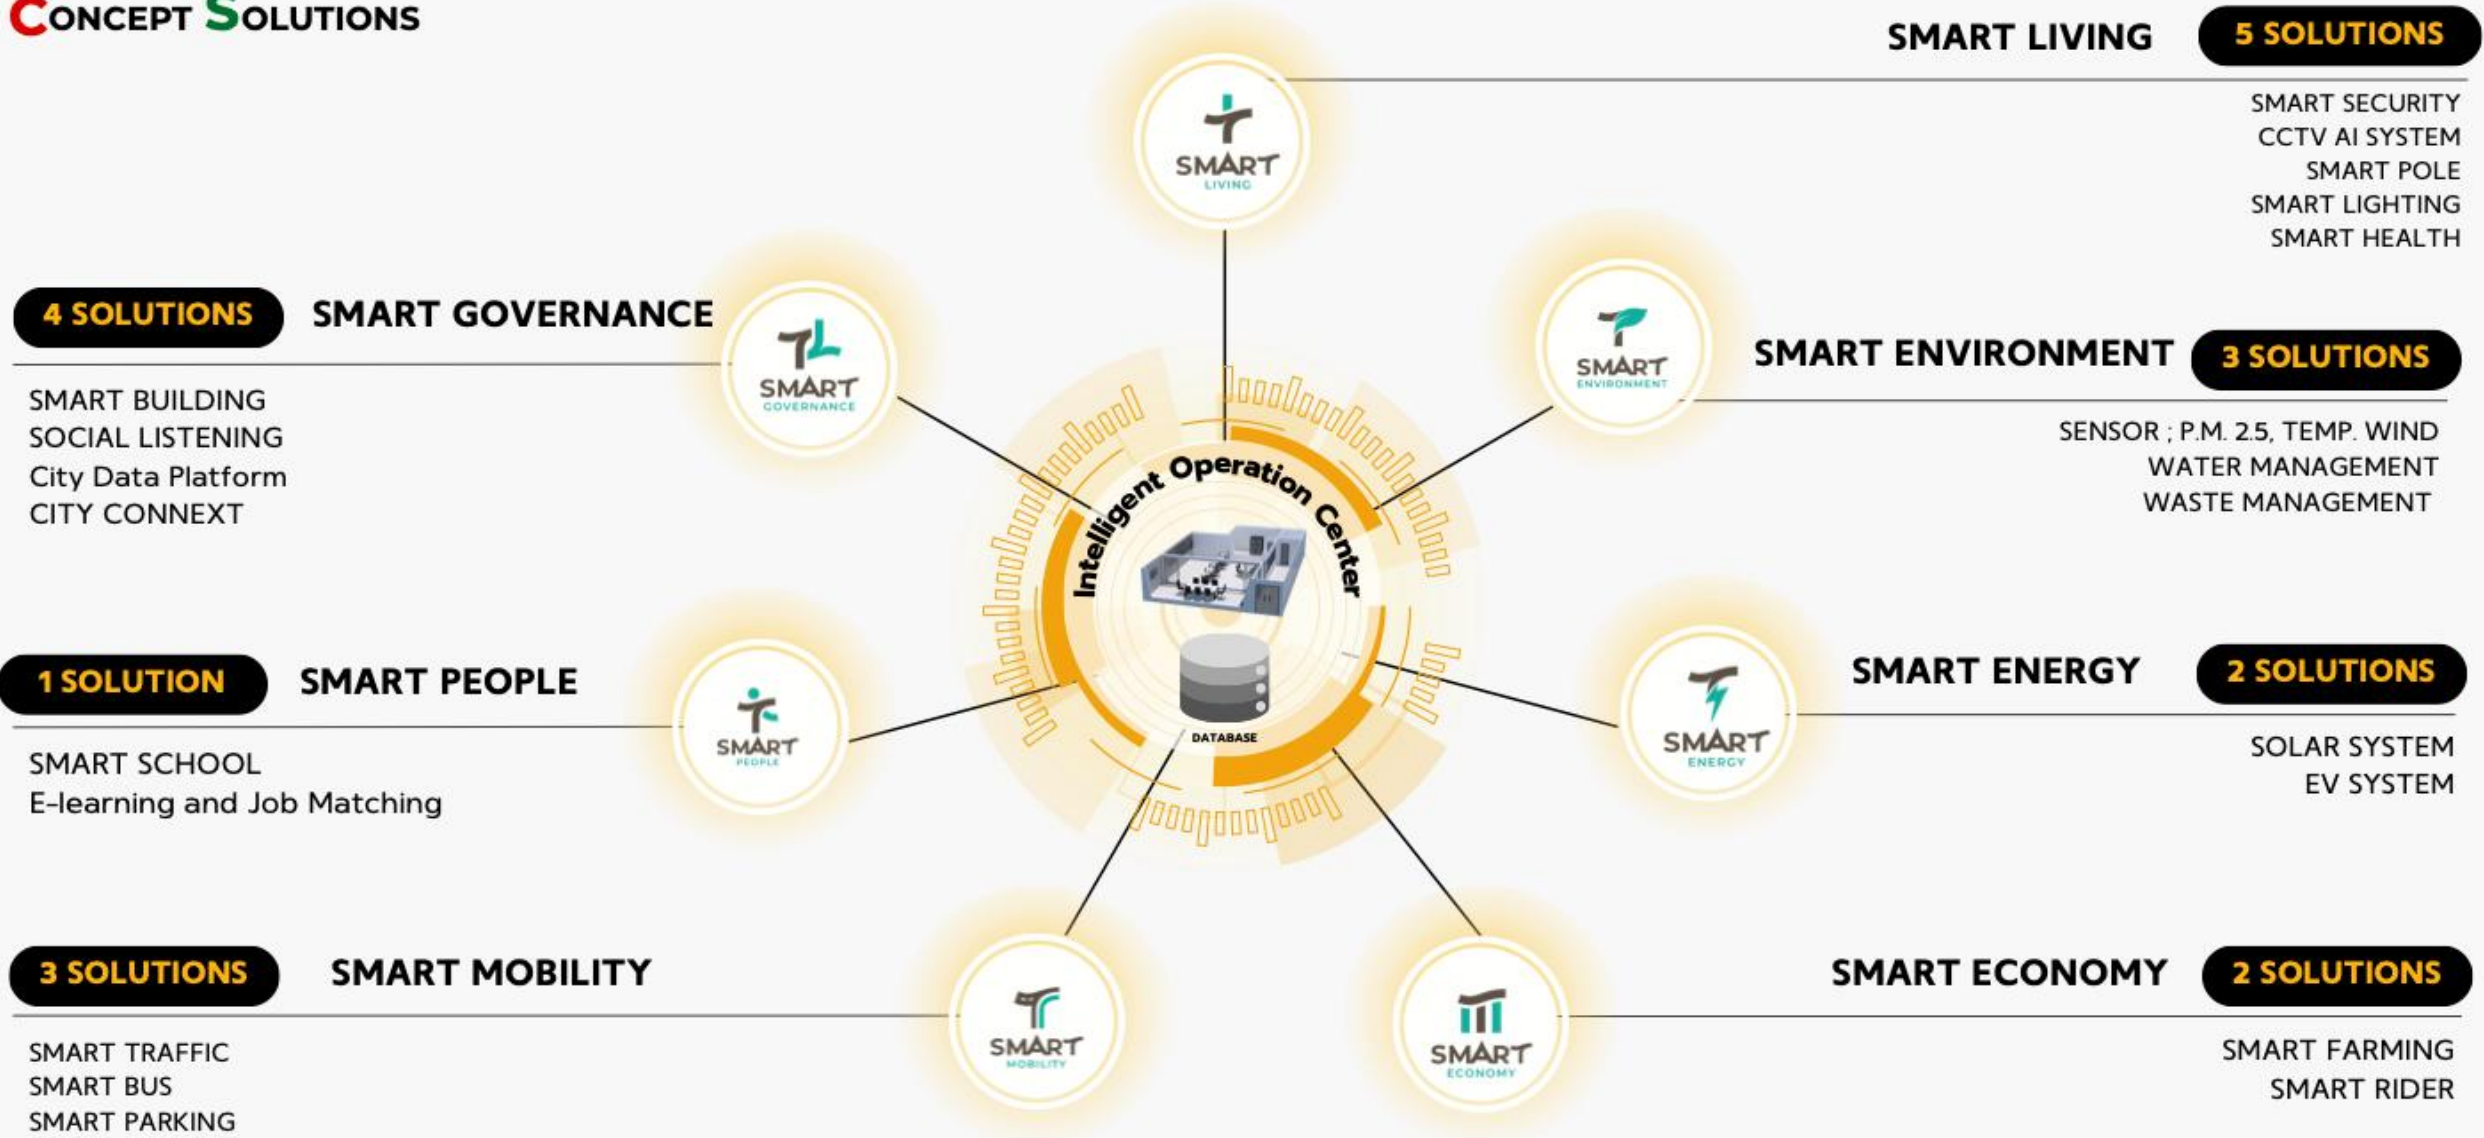 CONCEPT SOLUTIONS
SMART LIVING
5 SOLUTIONS
SMART SECURITY
CCTV AI SYSTEM
SMART POLE
SMART LIGHTING
SMART HEALTH
SMART
LIVING
4 SOLUTIONS
SMART GOVERNANCE
SMART BUILDING
SOCIAL LISTENING
City Data Platform
CITY CONNEXT
SMART
GOVERNANCE
SMART
ENVIRONMENT
SMART ENVIRONMENT
3 SOLUTIONS
SENSOR ; P.M. 2.5, TEMP. WIND
WATER MANAGEMENT
WASTE MANAGEMENT
Intelligent Operation Center
DATABASE
1 SOLUTION
SMART PEOPLE
SMART SCHOOL
E-learning and Job Matching
SMART
PEOPLE
SMART
ENERGY
SMART ENERGY
2 SOLUTIONS
SOLAR SYSTEM
EV SYSTEM
3 SOLUTIONS
SMART MOBILITY
SMART TRAFFIC
SMART BUS
SMART PARKING
SMART
MOBILITY
SMART
ECONOMY
SMART ECONOMY
2 SOLUTIONS
SMART FARMING
SMART RIDER